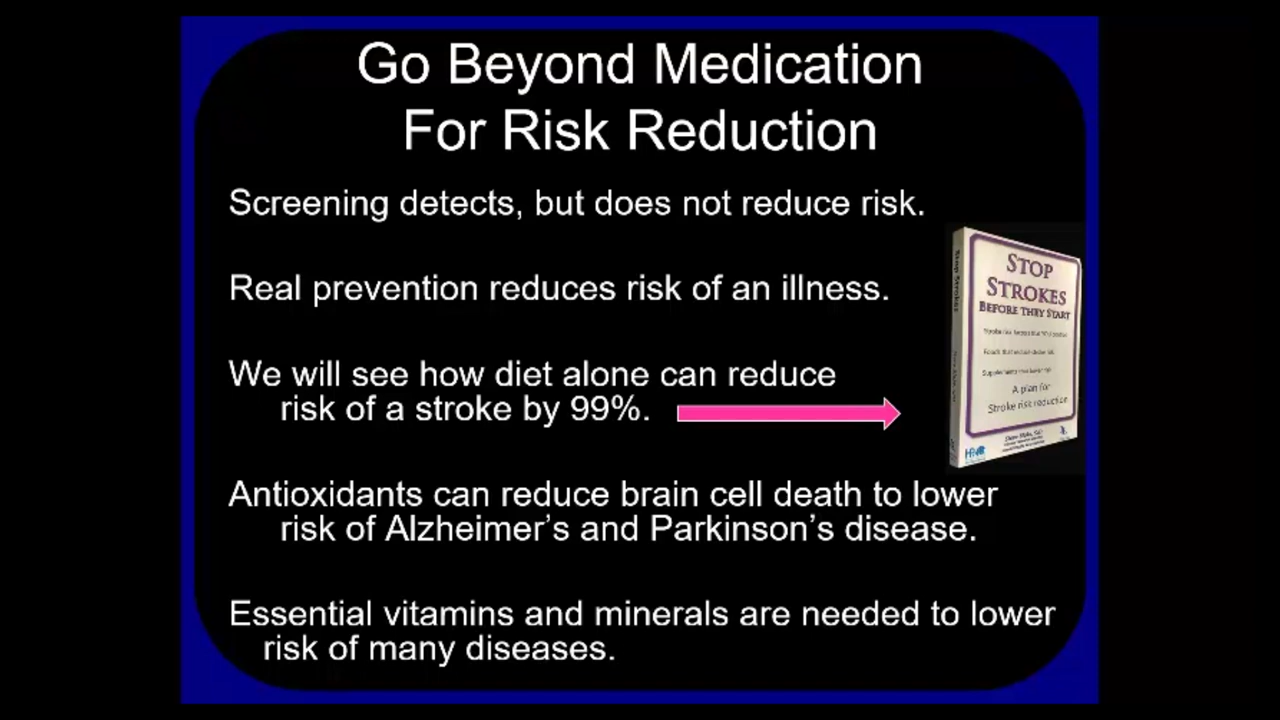 Go Beyond Medication
For Risk Reduction
Screening detects, but does not reduce risk.
Real prevention reduces risk of an illness.
We will see how diet alone can reduce
risk of a stroke by 99%.
STOP
STROKES
BEFORE THEY START
A plan for
Stroke risk reduction
Antioxidants can reduce brain cell death to lower
risk of Alzheimer's and Parkinson's disease.
Essential vitamins and minerals are needed to lower
risk of many diseases.